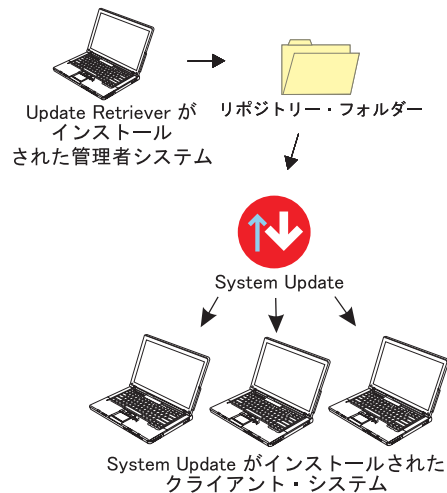 Update Retriever が
インストール
された管理者システム
リポジトリー・フォルダー
System Update
System Update がインストールされた
クライアント・システム